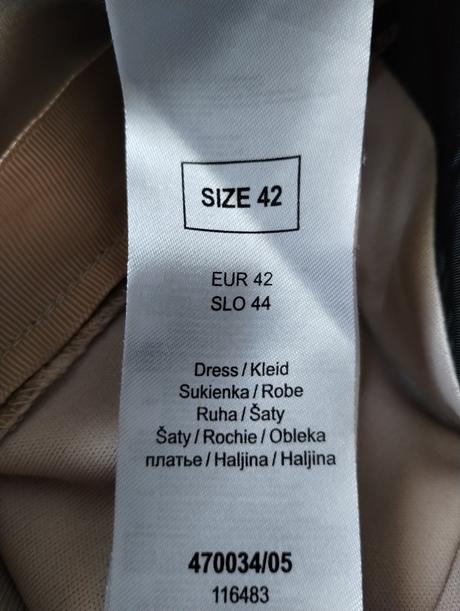 SIZE 42
EUR 42
SLO 44
Dress / Kleid
Sukienka / Robe
Ruha / Šaty
Šaty / Rochie / Obleka
платье / Haljina / Haljina
470034/05
116483